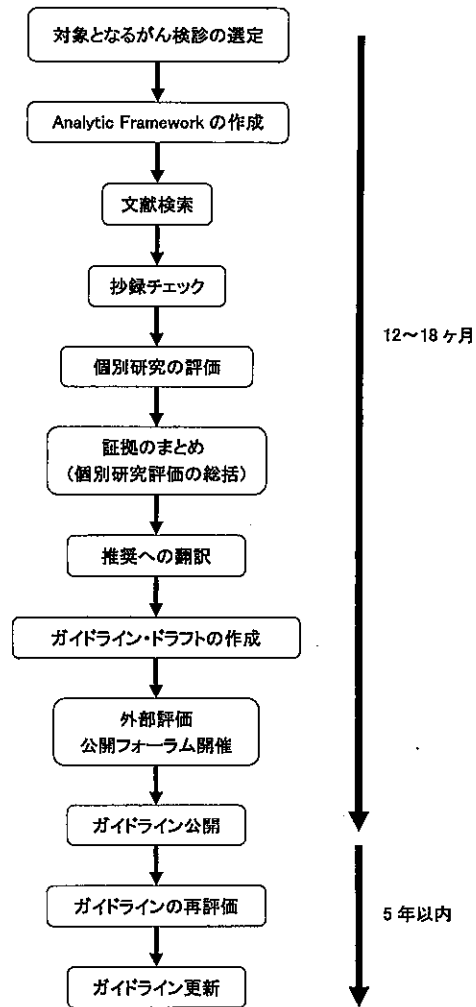 対象となるがん検診の選定
Analytic Framework の作成
文献検索
抄録チェック
個別研究の評価
証拠のまとめ
（個別研究評価の総括）
推奨への翻訳
ガイドライン・ドラフトの作成
外部評価
公開フォーラム開催
ガイドライン公開
ガイドラインの再評価
ガイドライン更新
12～18ヶ月
5年以内